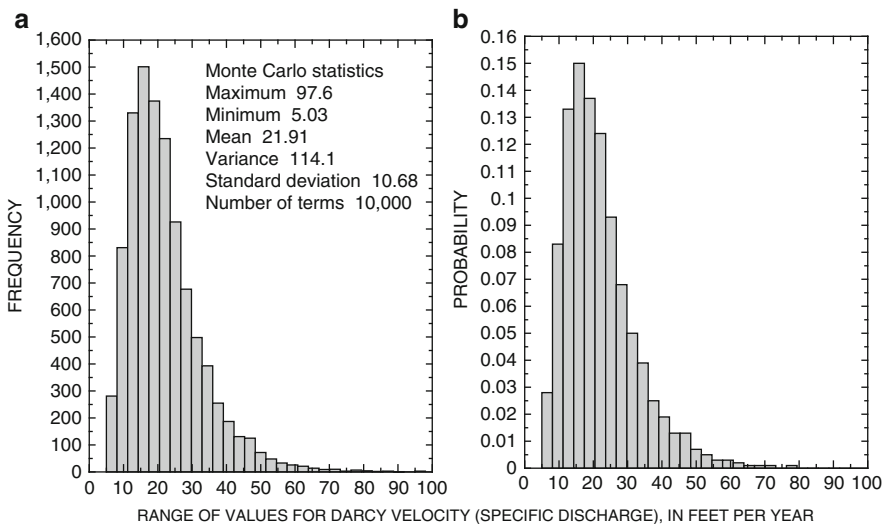 a
1,600
1,500
1,400
1,300
1,200
1,100
1,000
900
800
700
600
500
400
300
200
100
0
FREQUENCY
Monte Carlo statistics
Maximum 97.6
Minimum 5.03
Mean 21.91
Variance 114.1
Standard deviation 10.68
Number of terms 10,000
0 10 20 30 40 50 60 70 80 90 100
b
0.16
0.15
0.14
0.13
0.12
0.11
0.1
0.09
0.08
0.07
0.06
0.05
0.04
0.03
0.02
0.01
0
PROBABILITY
0 10 20 30 40 50 60 70 80 90 100
RANGE OF VALUES FOR DARCY VELOCITY (SPECIFIC DISCHARGE), IN FEET PER YEAR